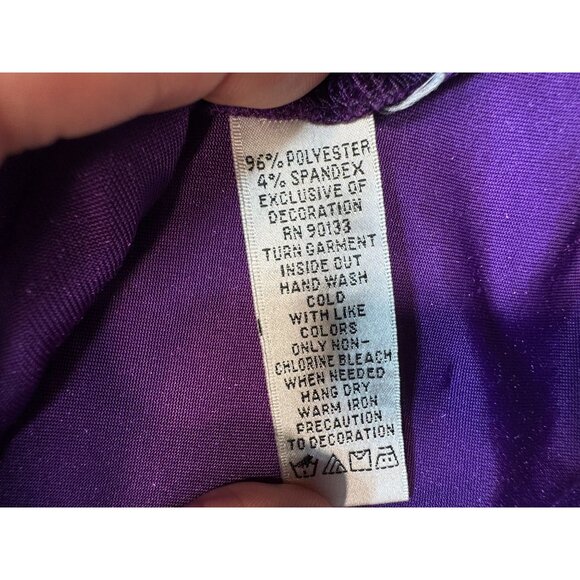 96% POLYESTER
4% SPANDEX
EXCLUSIVE OF
DECORATION
RN 90133
TURN GARMENT
INSIDE OUT
HAND WASH
COLD
WITH LIKE
COLORS
ONLY NON-
CHLORINE BLEACH
WHEN NEEDED
HANG DRY
WARM IRON
PRECAUTION
TO DECORATION